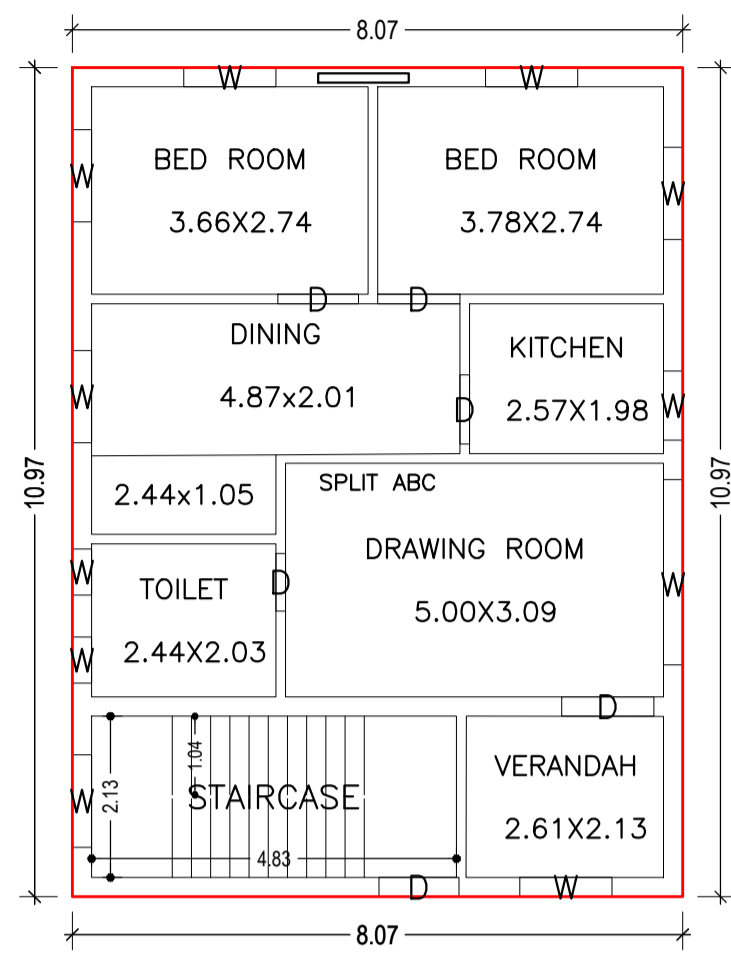 8.07
W W
BED ROOM BED ROOM
W W
3.66X2.74 3.78X2.74
D D
DINING KITCHEN
4.87x2.01 2.57X1.98
W D W
10.97 10.97
2.44x1.05 SPLIT ABC
DRAWING ROOM
W TOILET D W
5.00X3.09
W 2.44X2.03
D
1.04 VERANDAH
2.13 STAIRCASE
W 2.61X2.13
4.83
D W
8.07